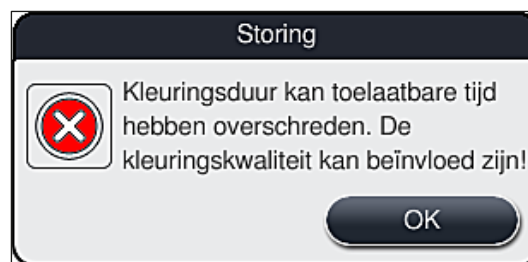 Storing
Kleuringsduur kan toelaatbare tijd
hebben overschreden. De
kleuringskwaliteit kan beïnvloed zijn!
OK